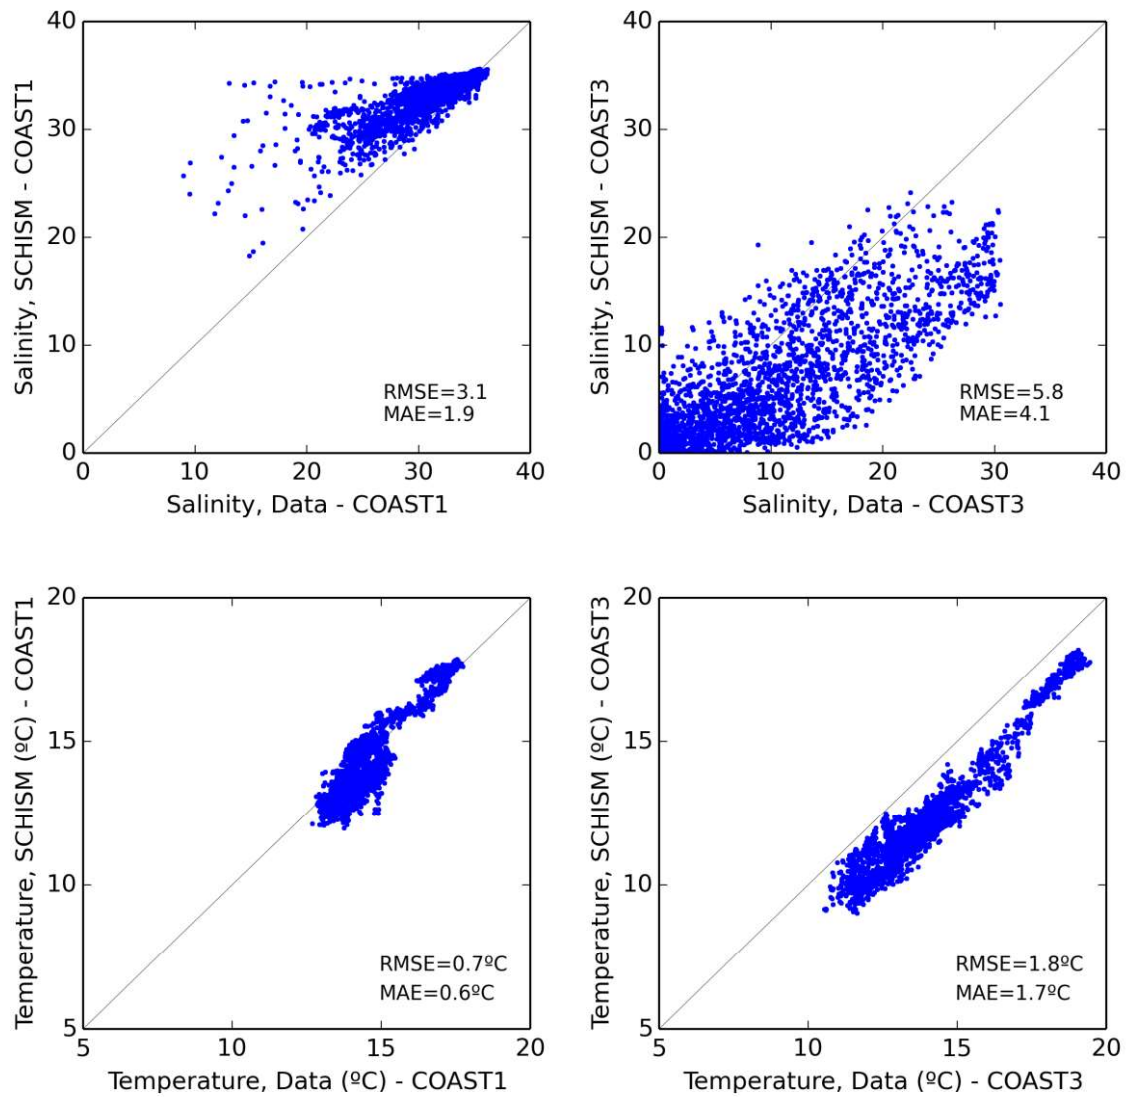 40
30
20
10
0
0 10 20 30 40
Salinity, SCHISM - COAST1
Salinity, Data - COAST1
RMSE=3.1
MAE=1.9
40
30
20
10
0
0 10 20 30 40
Salinity, SCHISM - COAST3
Salinity, Data - COAST3
RMSE=5.8
MAE=4.1
20
15
10
5
5 10 15 20
Temperature, SCHISM (ºC) - COAST1
Temperature, Data (ºC) - COAST1
RMSE=0.7ºC
MAE=0.6ºC
20
15
10
5
5 10 15 20
Temperature, SCHISM (ºC) - COAST3
Temperature, Data (ºC) - COAST3
RMSE=1.8ºC
MAE=1.7ºC